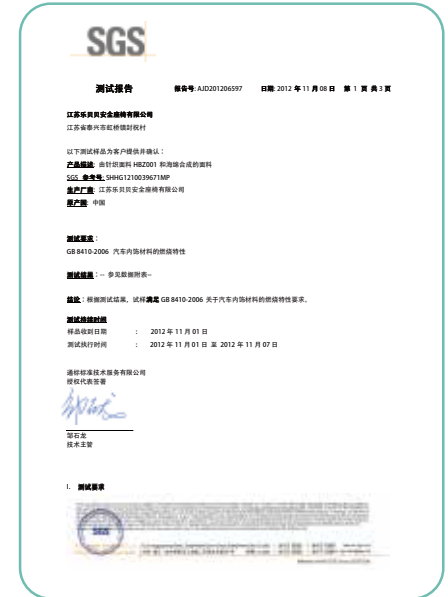 SGS
测试报告 报告号: AJD201206597 日期: 2012 年 11 月 08 日 第 1 页 共 3 页
江苏乐贝贝安全座椅有限公司
江苏省泰兴市虹桥镇封税村
以下测试样品为客户提供并确认：
产品描述: 由针织面料 HBZ001 和海绵合成的面料
SGS 参考号: SHHG1210039671MP
生产厂商: 江苏乐贝贝安全座椅有限公司
原产国: 中国
测试要求：
GB 8410-2006 汽车内饰材料的燃烧特性
测试结果：-- 参见数据附表--
结论：根据测试结果，试样满足 GB 8410-2006 关于汽车内饰材料的燃烧特性要求。
测试持续时间
样品收到日期 ： 2012 年 11 月 01 日
测试执行时间 ： 2012 年 11 月 01 日 至 2012 年 11 月 07 日
通标标准技术服务有限公司
授权代表签署
邹石龙
技术主管
I. 测试要求
SGS